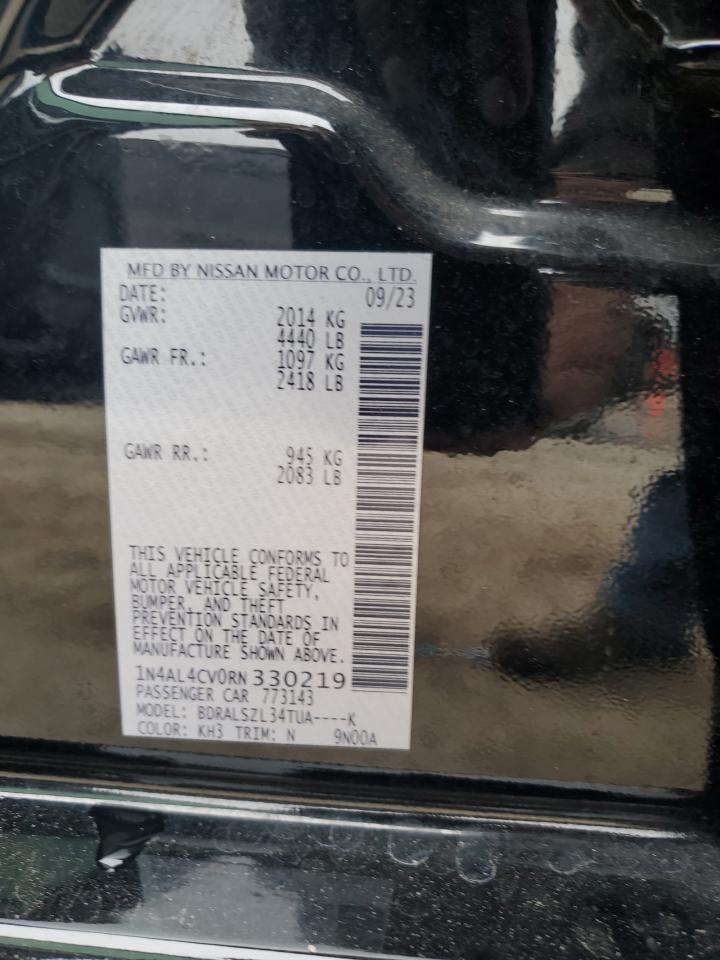 MFD BY NISSAN MOTOR CO., LTD.
DATE: 09/23
GVWR: 2014 KG
4440 LB
GAWR FR.: 1097 KG
2418 LB
GAWR RR.: 945 KG
2083 LB
THIS VEHICLE CONFORMS TO
ALL APPLICABLE FEDERAL
MOTOR VEHICLE SAFETY,
BUMPER, AND THEFT
PREVENTION STANDARDS IN
EFFECT ON THE DATE OF
MANUFACTURE SHOWN ABOVE.
1N4AL4CV0RN 330219
PASSENGER CAR 773143
MODEL: BDRALSZL34TUA----K
COLOR: KH3 TRIM: N 9N00A